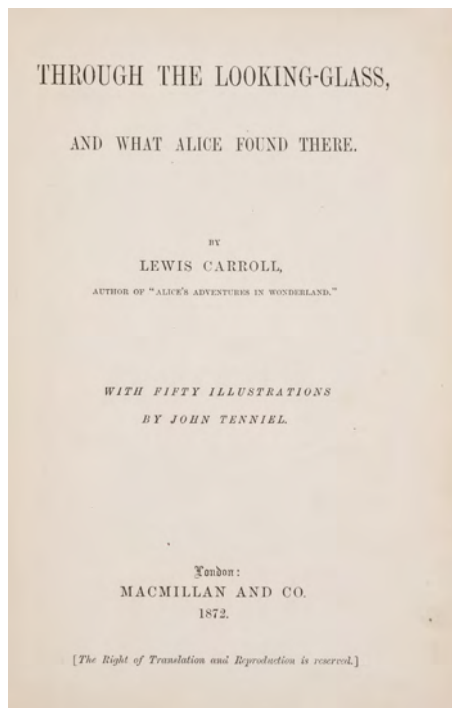 THROUGH THE LOOKING-GLASS,
AND WHAT ALICE FOUND THERE.
BY
LEWIS CARROLL,
AUTHOR OF "ALICE'S ADVENTURES IN WONDERLAND."
WITH FIFTY ILLUSTRATIONS
BY JOHN TENNIEL.
London:
MACMILLAN AND CO.
1872.
[The Right of Translation and Reproduction is reserved.]